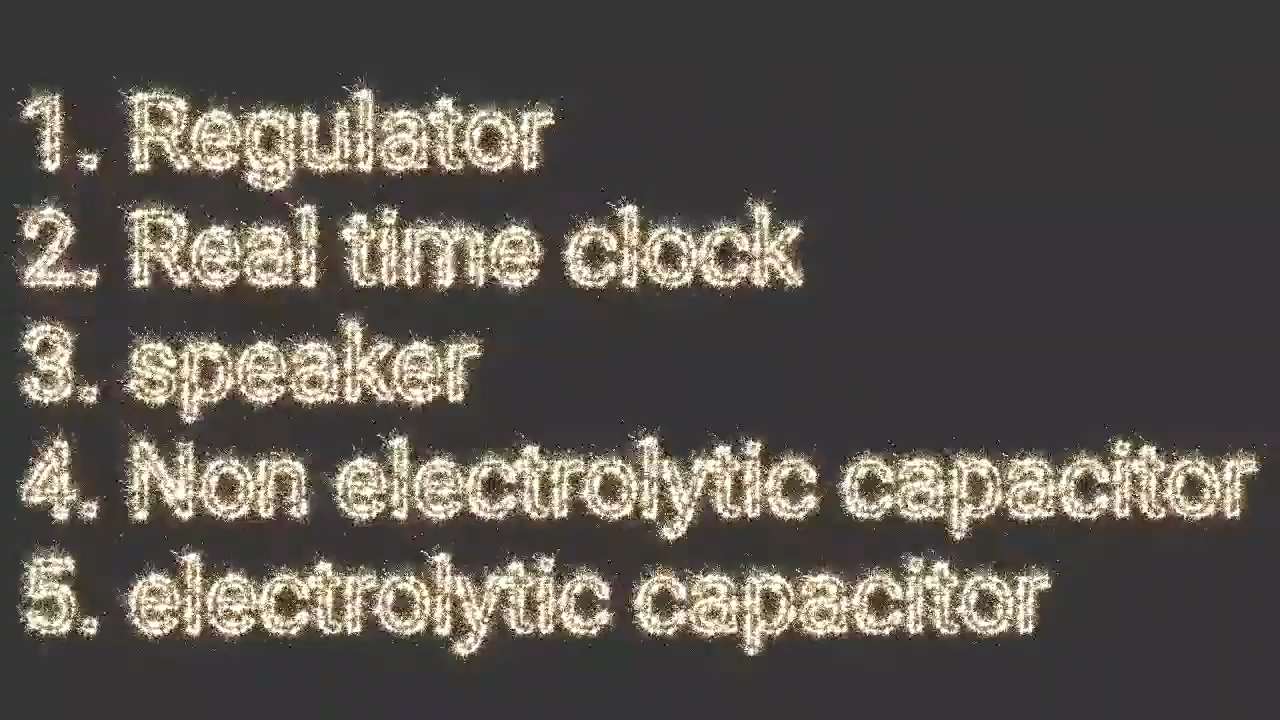 1. Regulator
2. Real time clock
3. speaker
4. Non electrolytic capacitor
5. electrolytic capacitor